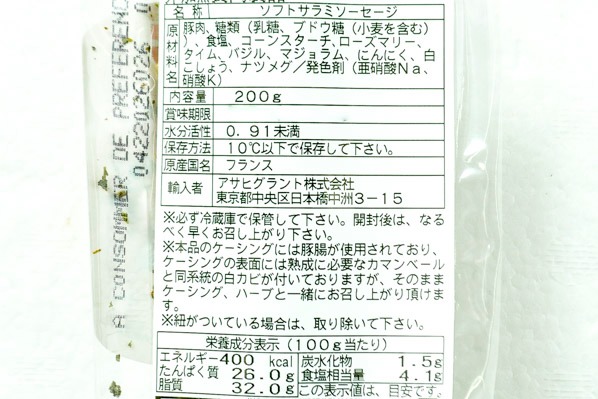 名 称 ソフトサラミソーセージ
原材料名 豚肉、糖類（乳糖、ブドウ糖（小麦を含む）
）、食塩、コーンスターチ、ローズマリー、
タイム、バジル、マジョラム、にんにく、白
こしょう、ナツメグ／発色剤（亜硝酸Na、
硝酸K）
内容量 200g
賞味期限
水分活性 0.91未満
保存方法 10℃以下で保存して下さい。
原産国名 フランス
輸入者 アサヒグラント株式会社
東京都中央区日本橋中洲3－15
※必ず冷蔵庫で保管して下さい。開封後は、なる
べく早くお召し上がり下さい。
※本品のケーシングには豚腸が使用されており、
ケーシングの表面には熟成に必要なカマンベール
と同系統の白カビが付いておりますが、そのまま
ケーシング、ハーブと一緒にお召し上がり頂けま
す。
※紐がついている場合は、取り除いて下さい。
栄養成分表示（100g当たり）
エネルギー 400 kcal 炭水化物 1.5g
たんぱく質 26.0g 食塩相当量 4.1g
脂質 32.0g この表示値は、目安です。
A CONSOMMER DE PREFERENC